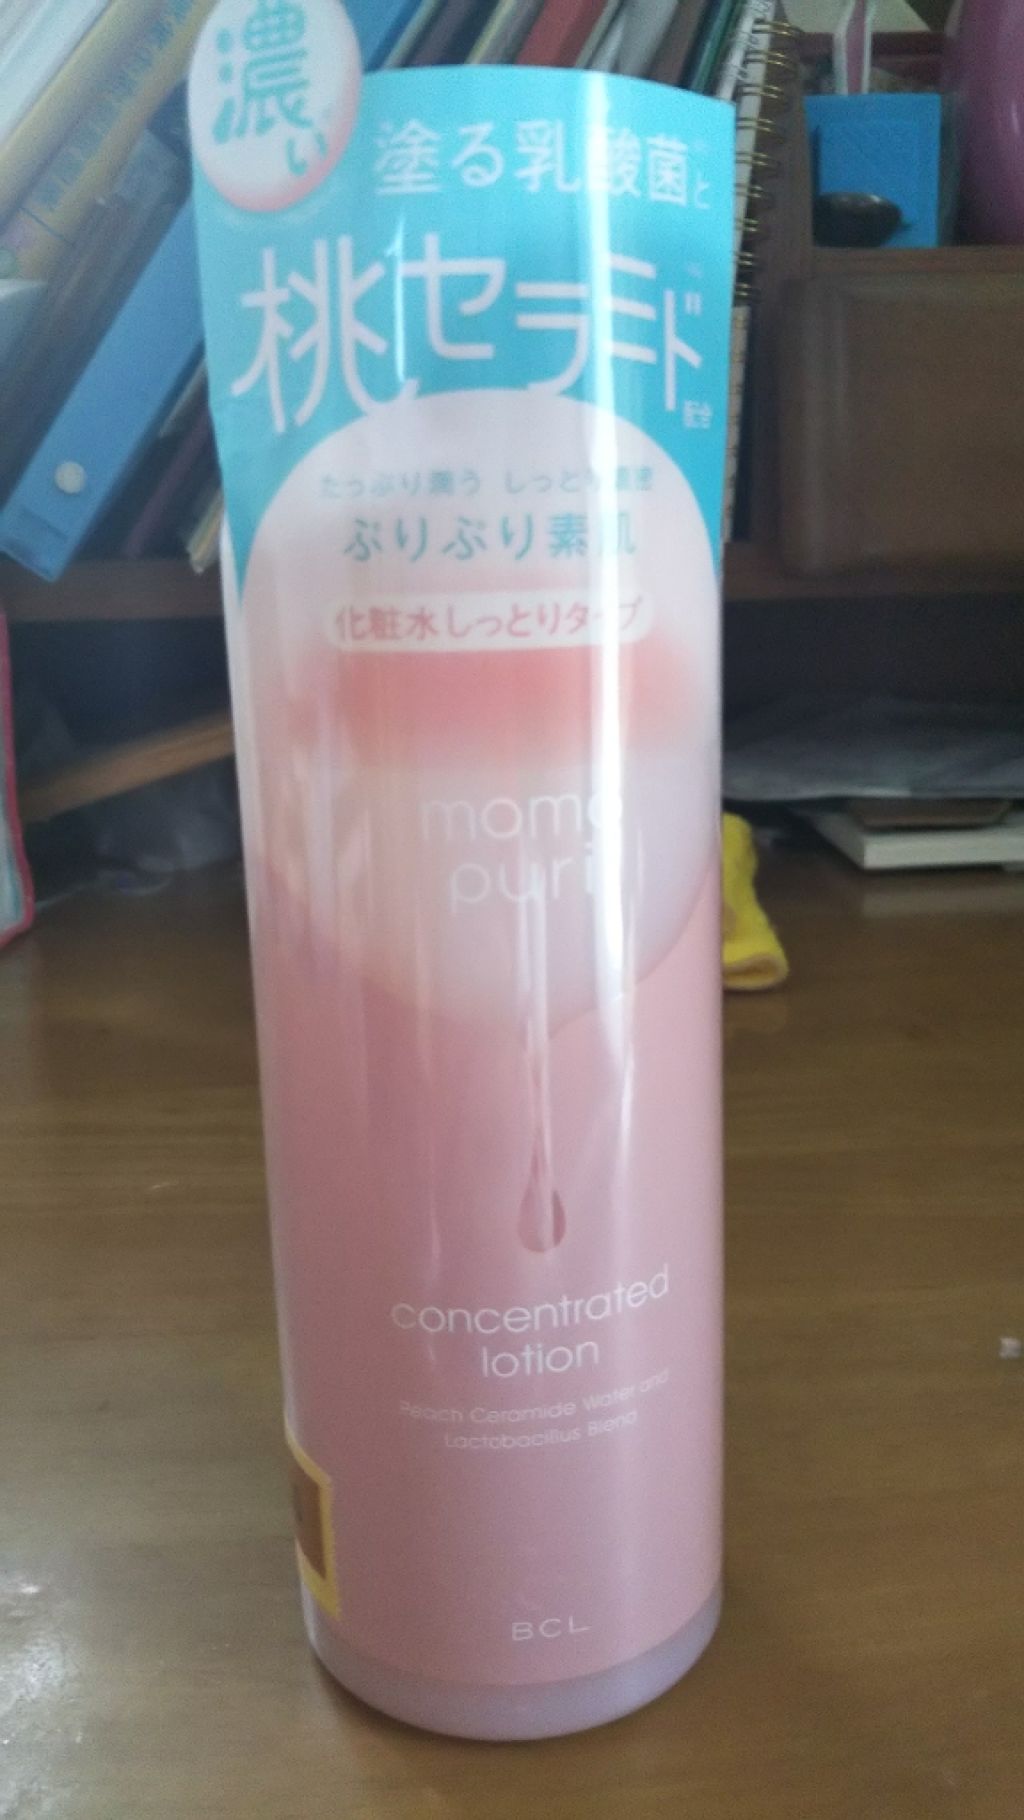 濃い
塗る乳酸菌と
桃セラミド
配合
たっぷり潤う しっとり濃密
ぷりぷり素肌
化粧水しっとりタイプ
momo
puri
concentrated
lotion
Peach Ceramide Water and
Lactobacillus Blend
BCL